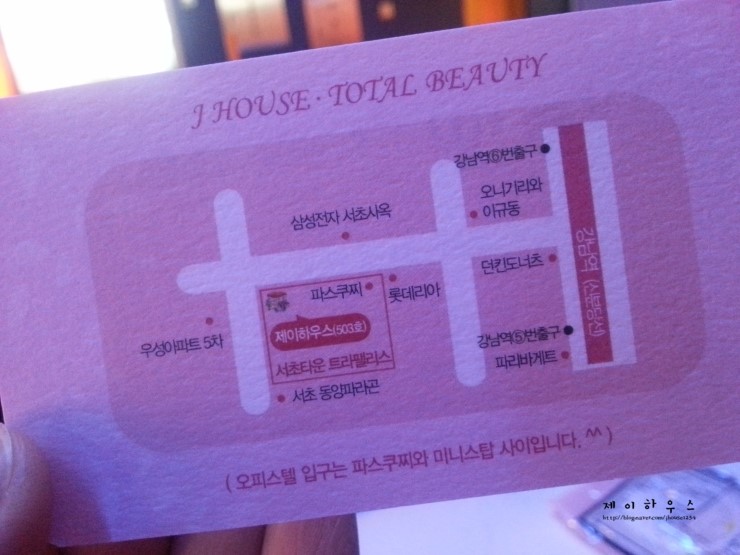 J HOUSE · TOTAL BEAUTY
강남역⑥번출구
오니기리와
이규동
삼성전자 서초사옥
강남역 (신분당선)
던킨도너츠
파스쿠찌
롯데리아
제이하우스(503호)
우성아파트 5차
강남역⑤번출구
서초타운 트라팰리스
파리바게트
서초 동양파라곤
( 오피스텔 입구는 파스쿠찌와 미니스탑 사이입니다. ^^ )
제 이 하 우 스